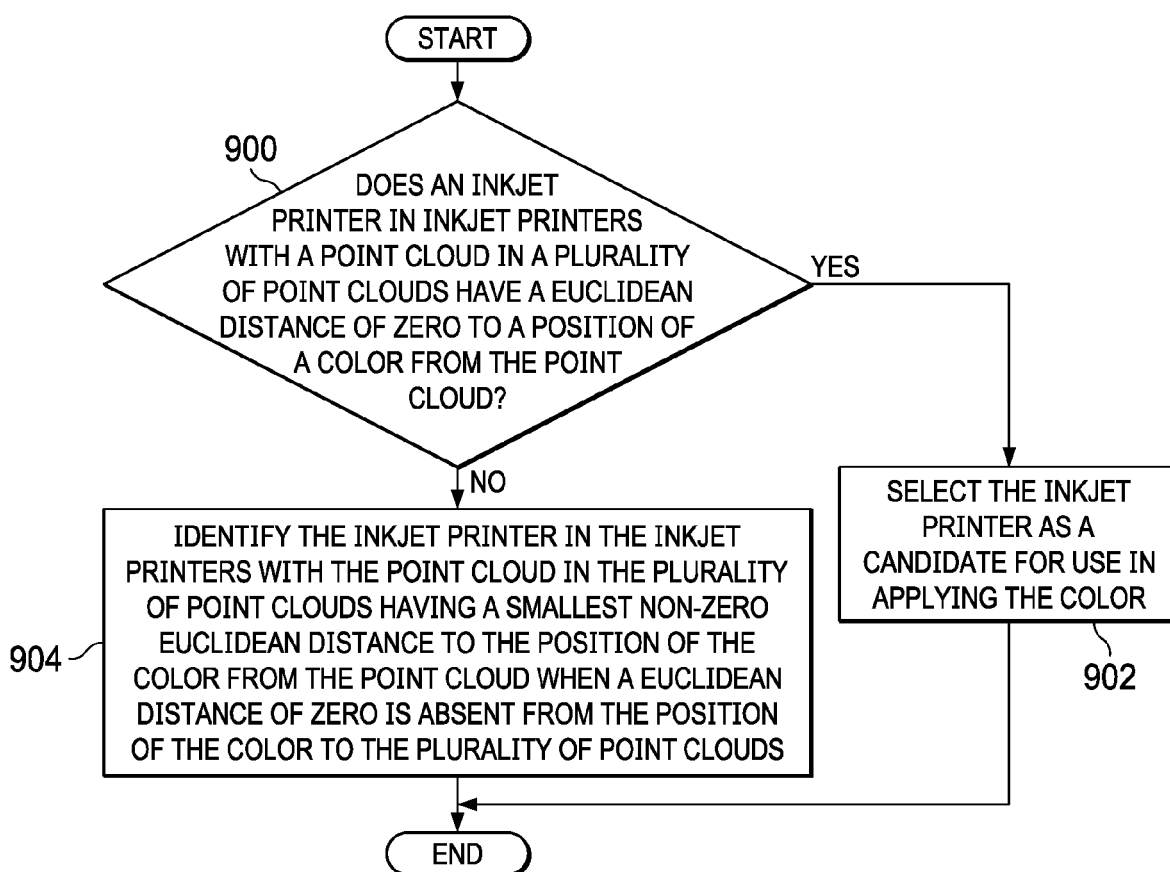 START
900
DOES AN INKJET
PRINTER IN INKJET PRINTERS
WITH A POINT CLOUD IN A PLURALITY
OF POINT CLOUDS HAVE A EUCLIDEAN
DISTANCE OF ZERO TO A POSITION OF
A COLOR FROM THE POINT
CLOUD?
YES
NO
SELECT THE INKJET
PRINTER AS A
CANDIDATE FOR USE IN
APPLYING THE COLOR
902
IDENTIFY THE INKJET PRINTER IN THE INKJET
PRINTERS WITH THE POINT CLOUD IN THE PLURALITY
OF POINT CLOUDS HAVING A SMALLEST NON-ZERO
EUCLIDEAN DISTANCE TO THE POSITION OF THE
COLOR FROM THE POINT CLOUD WHEN A EUCLIDEAN
DISTANCE OF ZERO IS ABSENT FROM THE POSITION
OF THE COLOR TO THE PLURALITY OF POINT CLOUDS
904
END